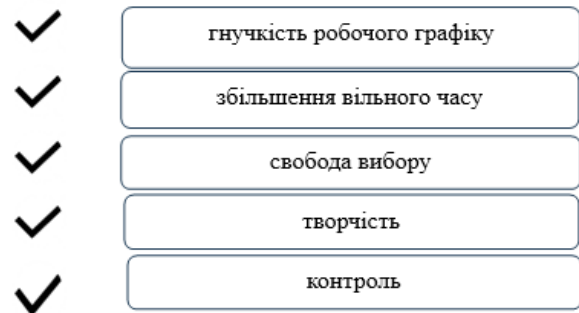 гнучкість робочого графіку
збільшення вільного часу
свобода вибору
творчість
контроль